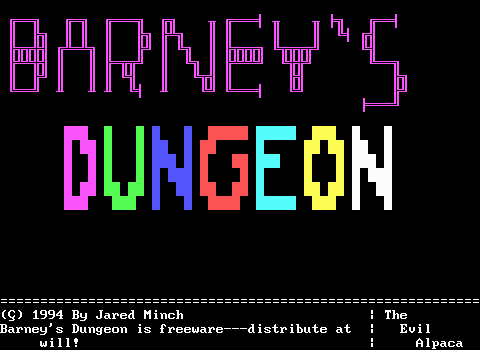 BARNEY'S
DUNGEON
(Ç) 1994 By Jared Minch ¦ The
Barney's Dungeon is freeware---distribute at ¦ Evil
will! ¦ Alpaca